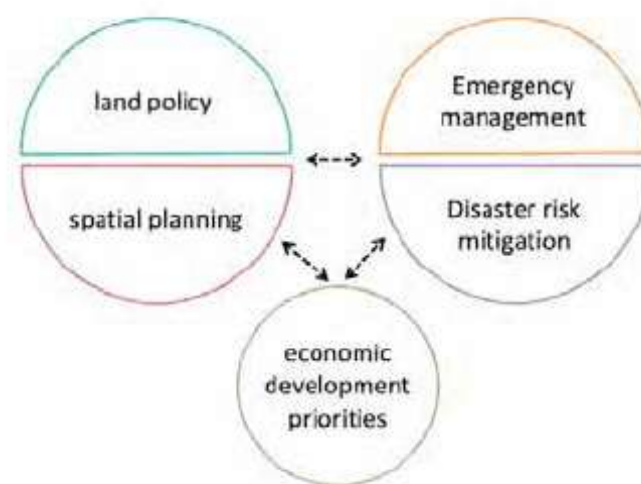 land policy
spatial planning
Emergency
management
Disaster risk
mitigation
economic
development
priorities